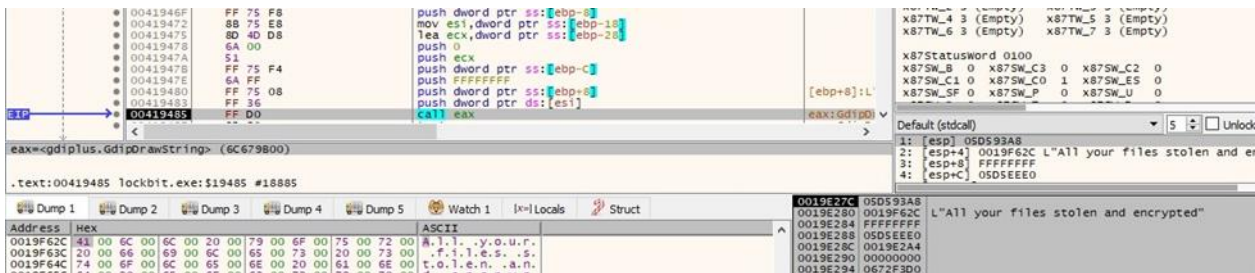 0041946F FF 75 F8 push dword ptr ss:[ebp-8]
00419472 8B 75 E8 mov esi,dword ptr ss:[ebp-18]
00419475 8D 4D D8 lea ecx,dword ptr ss:[ebp-28]
00419478 6A 00 push 0
0041947A 51 push ecx
0041947B FF 75 F4 push dword ptr ss:[ebp-C]
0041947E 6A FF push FFFFFFFF
00419480 FF 75 08 push dword ptr ss:[ebp+8] [ebp+8]:L"
00419483 FF 36 push dword ptr ds:[esi]
EIP 00419485 FF D0 call eax eax:GdipD
eax=<gdiplus.GdipDrawString> (6C679B00)
.text:00419485 lockbit.exe:$19485 #18885
x87TW_4 3 (Empty) x87TW_5 3 (Empty)
x87TW_6 3 (Empty) x87TW_7 3 (Empty)
x87StatusWord 0100
x87SW_B 0 x87SW_C3 0 x87SW_C2 0
x87SW_C1 0 x87SW_C0 1 x87SW_ES 0
x87SW_SF 0 x87SW_P 0 x87SW_U 0
Default (stdcall) 5 Unlock
1: [esp] 05D593A8
2: [esp+4] 0019F62C L"All your files stolen and en
3: [esp+8] FFFFFFFF
4: [esp+C] 05D5EEE0
Dump 1 Dump 2 Dump 3 Dump 4 Dump 5 Watch 1 [x=] Locals Struct
Address Hex ASCII
0019F62C 41 00 6C 00 6C 00 20 00 79 00 6F 00 75 00 72 00 A.l.l. .y.o.u.r.
0019F63C 20 00 66 00 69 00 6C 00 65 00 73 00 20 00 73 00 .f.i.l.e.s. .s.
0019F64C 74 00 6F 00 6C 00 65 00 6E 00 20 00 61 00 6E 00 t.o.l.e.n. .a.n.
0019E27C 05D593A8
0019E280 0019F62C L"All your files stolen and encrypted"
0019E284 FFFFFFFF
0019E288 05D5EEE0
0019E28C 0019E2A4
0019E290 00000000
0019E294 0672F3D0